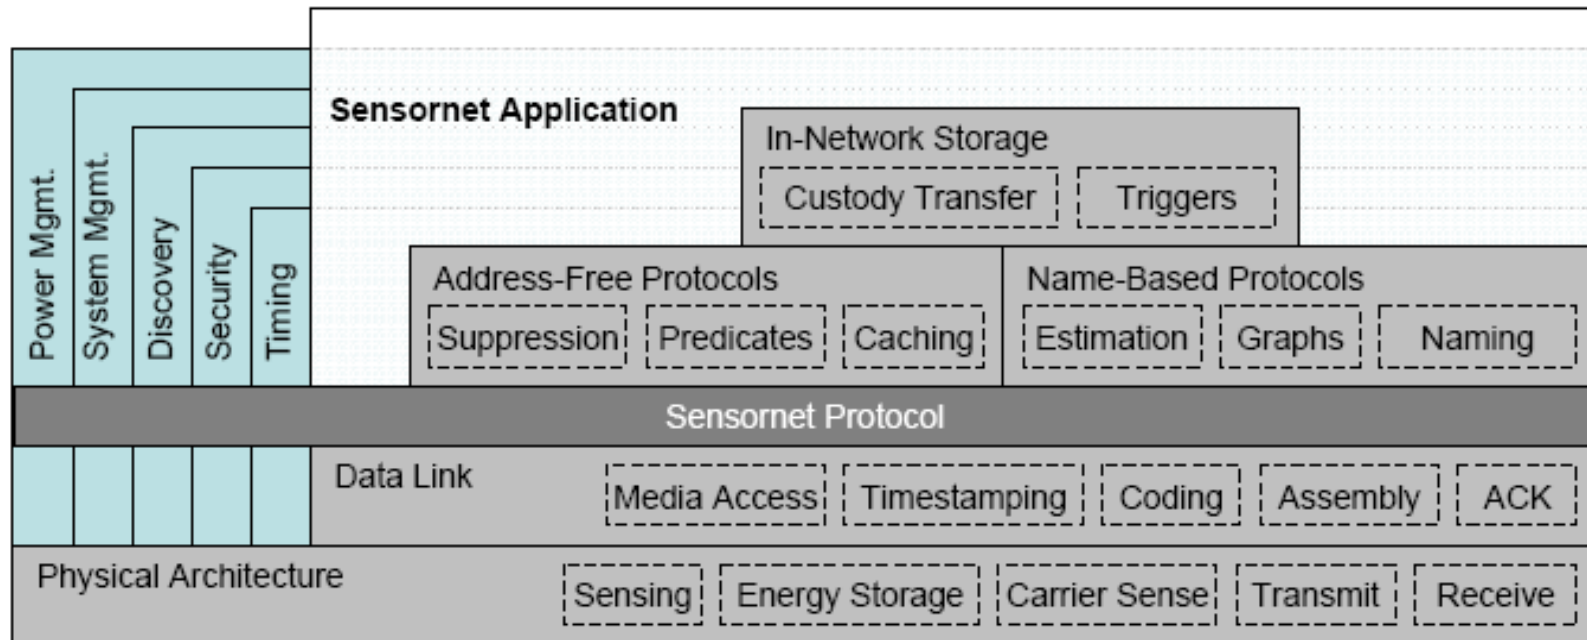 Power Mgmt.
System Mgmt.
Discovery
Security
Timing
Sensornet Application
In-Network Storage
Custody Transfer Triggers
Address-Free Protocols
Suppression Predicates Caching
Name-Based Protocols
Estimation Graphs Naming
Sensornet Protocol
Data Link
Media Access Timestamping Coding Assembly ACK
Physical Architecture
Sensing Energy Storage Carrier Sense Transmit Receive